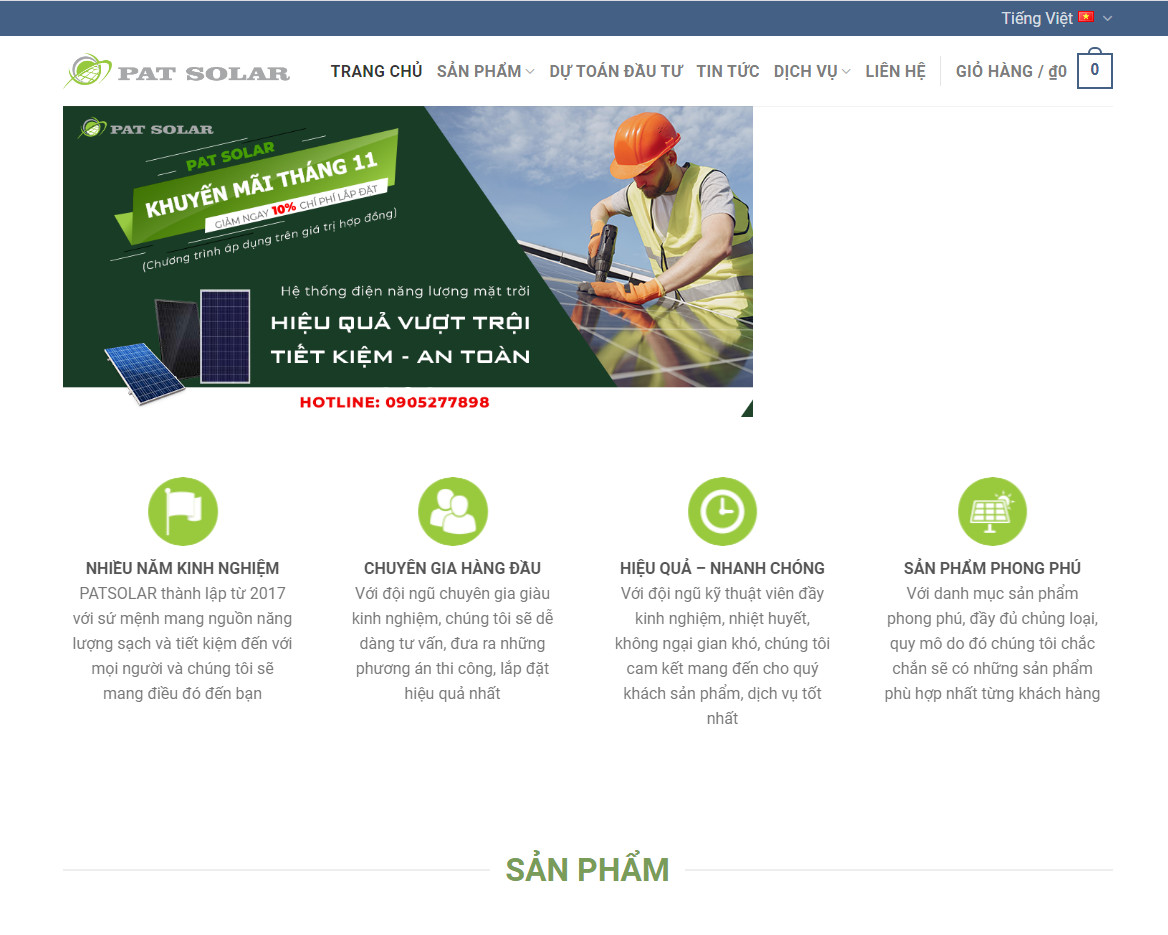 Tiếng Việt
PAT SOLAR
TRANG CHỦ SẢN PHẨM DỰ TOÁN ĐẦU TƯ TIN TỨC DỊCH VỤ LIÊN HỆ GIỎ HÀNG / ₫0 0
PAT SOLAR
PAT SOLAR
KHUYẾN MÃI THÁNG 11
GIẢM NGAY 10% CHÍ PHÍ LẮP ĐẶT
(Chương trình áp dụng trên giá trị hợp đồng)
Hệ thống điện năng lượng mặt trời
HIỆU QUẢ VƯỢT TRỘI
TIẾT KIỆM - AN TOÀN
HOTLINE: 0905277898
NHIỀU NĂM KINH NGHIỆM
PATSOLAR thành lập từ 2017
với sứ mệnh mang nguồn năng
lượng sạch và tiết kiệm đến với
mọi người và chúng tôi sẽ
mang điều đó đến bạn
CHUYÊN GIA HÀNG ĐẦU
Với đội ngũ chuyên gia giàu
kinh nghiệm, chúng tôi sẽ dễ
dàng tư vấn, đưa ra những
phương án thi công, lắp đặt
hiệu quả nhất
HIỆU QUẢ – NHANH CHÓNG
Với đội ngũ kỹ thuật viên đầy
kinh nghiệm, nhiệt huyết,
không ngại gian khó, chúng tôi
cam kết mang đến cho quý
khách sản phẩm, dịch vụ tốt
nhất
SẢN PHẨM PHONG PHÚ
Với danh mục sản phẩm
phong phú, đầy đủ chủng loại,
quy mô do đó chúng tôi chắc
chắn sẽ có những sản phẩm
phù hợp nhất từng khách hàng
SẢN PHẨM